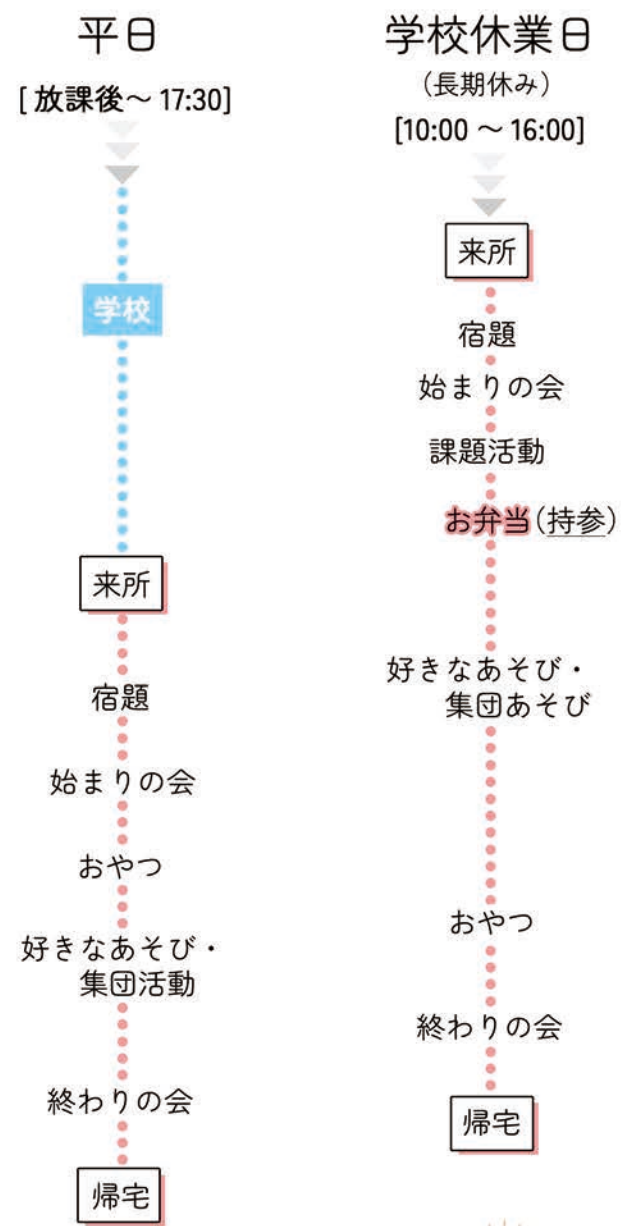 平日
[放課後～17:30]
学校
来所
宿題
始まりの会
おやつ
好きなあそび・
集団活動
終わりの会
帰宅
学校休業日
（長期休み）
[10:00～16:00]
来所
宿題
始まりの会
課題活動
お弁当(持参)
好きなあそび・
集団あそび
おやつ
終わりの会
帰宅